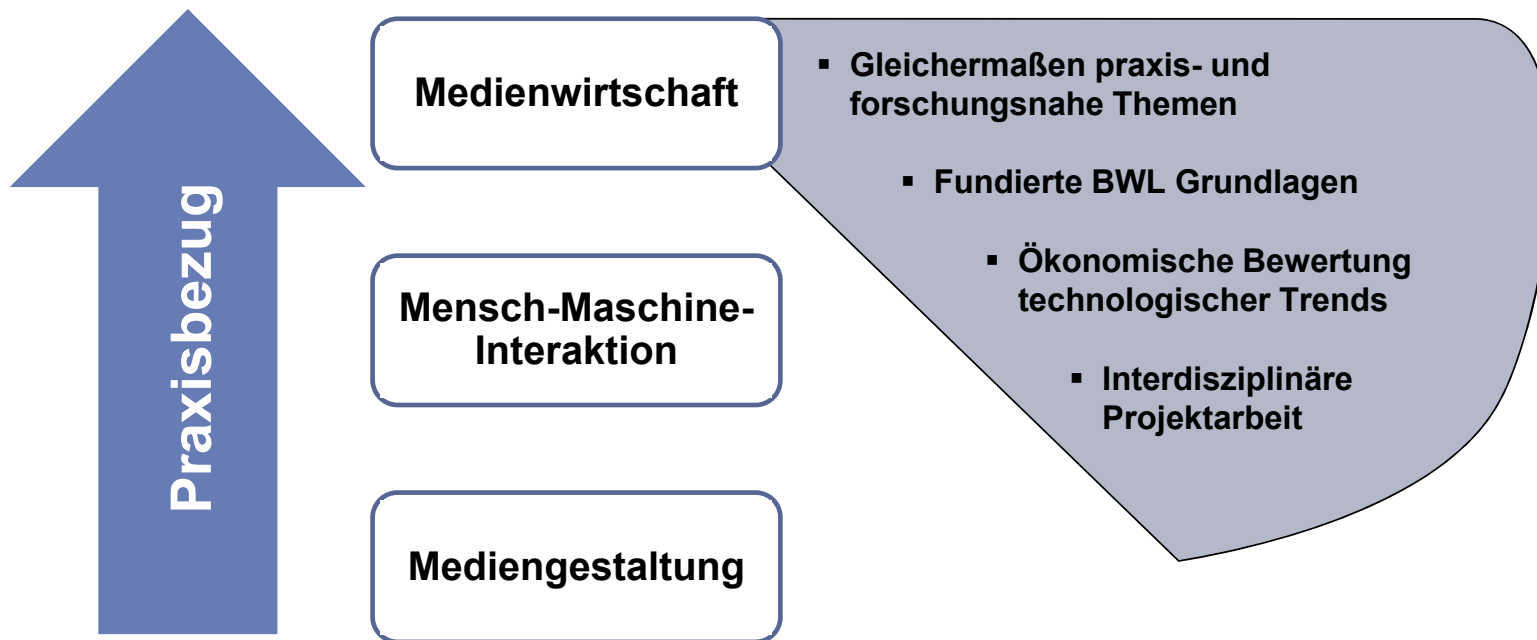 Praxisbezug
Medienwirtschaft
Mensch-Maschine-
Interaktion
Mediengestaltung
▪ Gleichermaßen praxis- und
forschungsnahe Themen
▪ Fundierte BWL Grundlagen
▪ Ökonomische Bewertung
technologischer Trends
▪ Interdisziplinäre
Projektarbeit